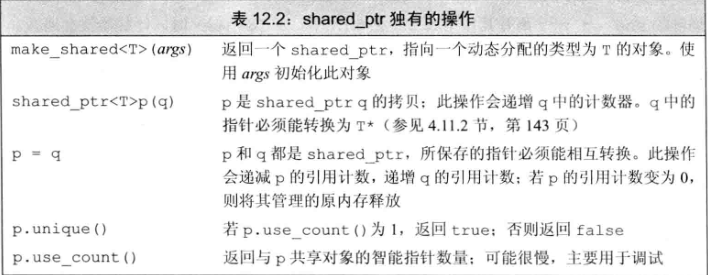 表 12.2：shared_ptr 独有的操作
make_shared<T>(args) 返回一个 shared_ptr，指向一个动态分配的类型为 T 的对象。使
用 args 初始化此对象
shared_ptr<T>p(q) p 是 shared_ptr q 的拷贝；此操作会递增 q 中的计数器。q 中的
指针必须能转换为 T*（参见 4.11.2 节，第 143 页）
p = q p 和 q 都是 shared_ptr，所保存的指针必须能相互转换。此操作
会递减 p 的引用计数，递增 q 的引用计数；若 p 的引用计数变为 0，
则将其管理的原内存释放
p.unique() 若 p.use_count()为 1，返回 true；否则返回 false
p.use_count() 返回与 p 共享对象的智能指针数量；可能很慢，主要用于调试